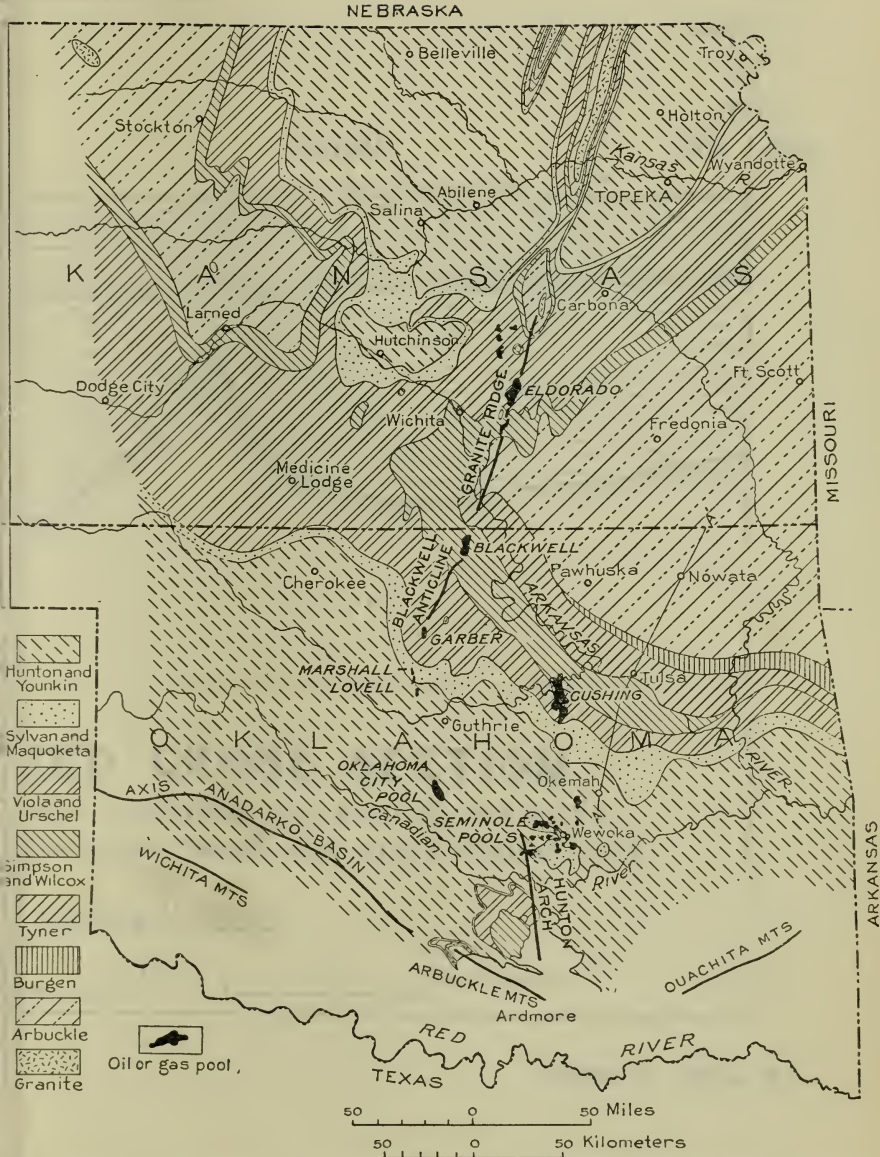 NEBRASKA
Belleville
Troy
Stockton
Holton
Kansas
Wyandotte
Abilene
TOPEKA
Salina
K A N S A S
Carbona
Larned
Hutchinson
Dodge City
ELDORADO
Ft. Scott
Wichita
GRANITE RIDGE
Fredonia
MISSOURI
Medicine
Lodge
BLACKWELL
BLACKWELL
ANTICLINE
Cherokee
Pawhuska
Nowata
ARKANSAS
GARBER
MARSHALL
LOVELL
Tulsa
CUSHING
Guthrie
O K L A H O M A
RIVER
OKLAHOMA
CITY
POOL
Okemah
Canadian
SEMINOLE
POOLS
Wewoka
River
AXIS ANADARKO BASIN
WICHITA MTS
HUNTON
ARCH
ARKANSAS
OUACHITA MTS
ARBUCKLE MTS
Ardmore
RED RIVER
TEXAS
Hunton and
Younkin
Sylvan and
Maquoketa
Viola and
Urschel
Simpson
and Wilcox
Tyner
Burgen
Arbuckle
Granite
Oil or gas pool,
50 0 50 Miles
50 0 50 Kilometers